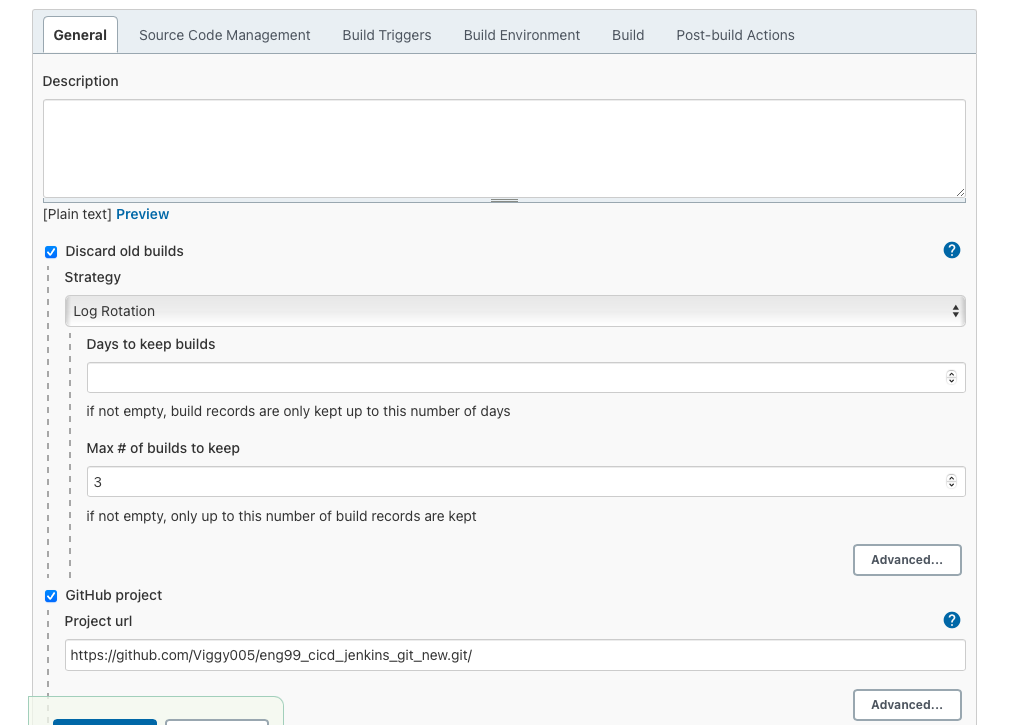 General Source Code Management Build Triggers Build Environment Build Post-build Actions
Description
[Plain text] Preview
Discard old builds ?
Strategy
Log Rotation
Days to keep builds
if not empty, build records are only kept up to this number of days
Max # of builds to keep
3
if not empty, only up to this number of build records are kept
Advanced...
GitHub project
Project url ?
https://github.com/Viggy005/eng99_cicd_jenkins_git_new.git/
Advanced...